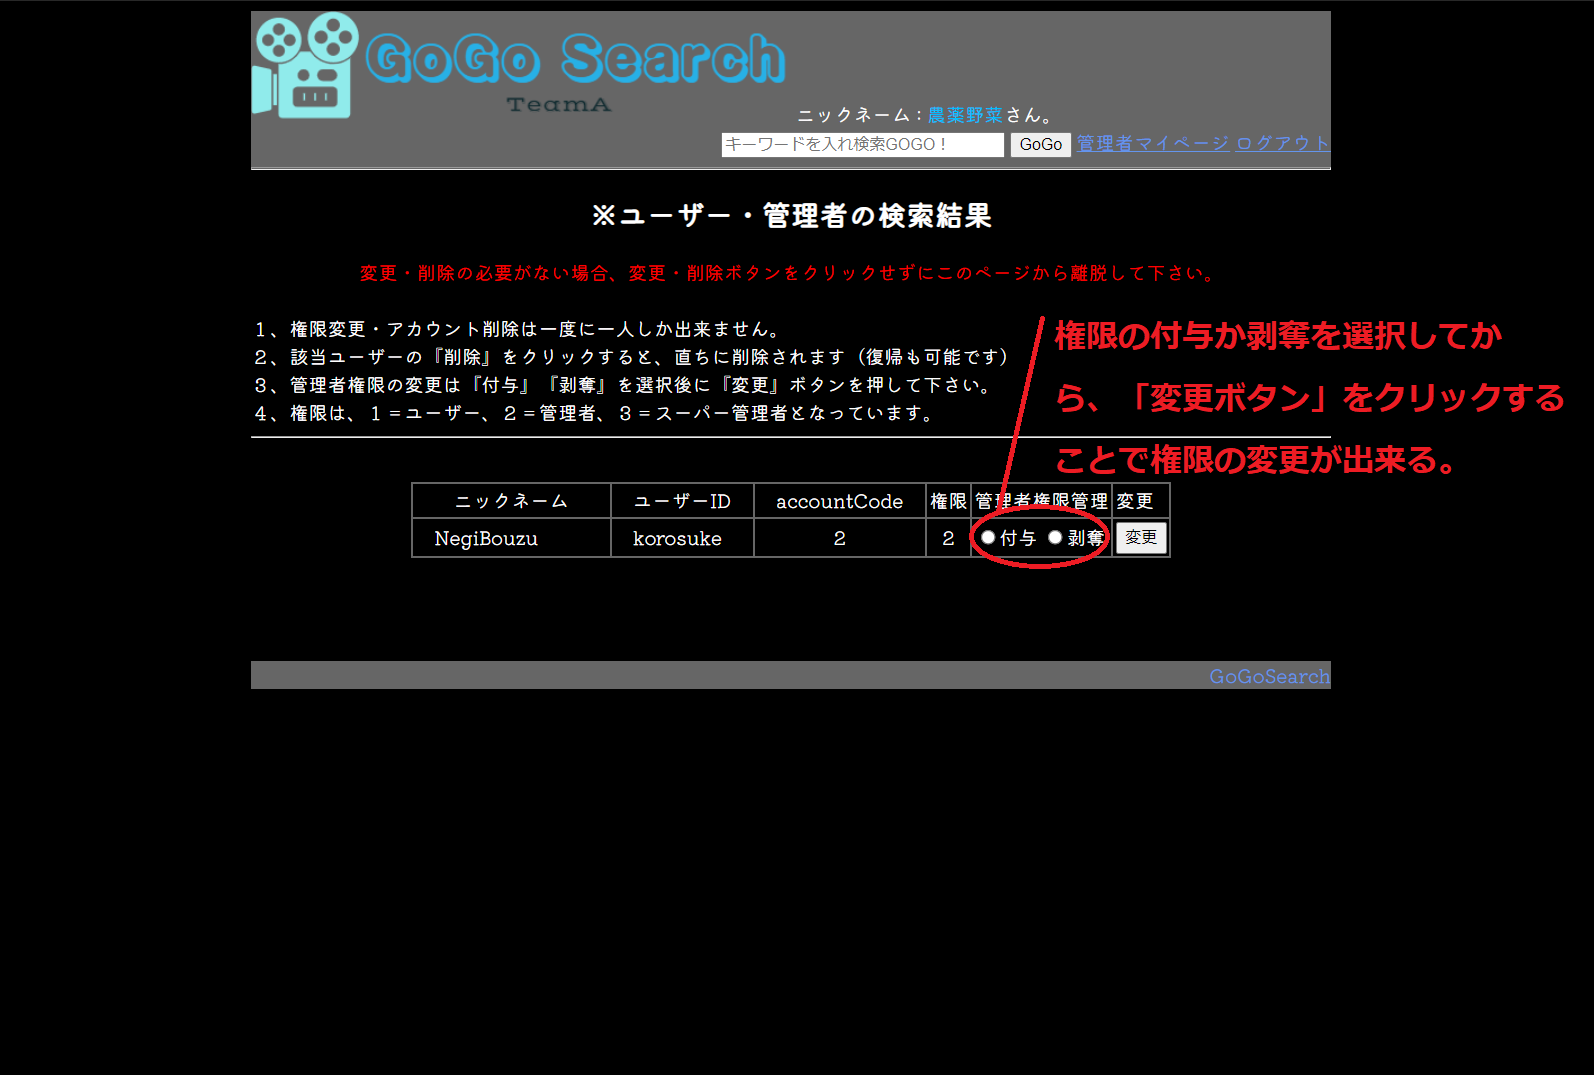 GoGo Search
TeamA
ニックネーム：農薬野菜さん。
キーワードを入れ検索GOGO！ GoGo 管理者マイページ ログアウト
※ユーザー・管理者の検索結果
変更・削除の必要がない場合、変更・削除ボタンをクリックせずにこのページから離脱して下さい。
１、権限変更・アカウント削除は一度に一人しか出来ません。
２、該当ユーザーの『削除』をクリックすると、直ちに削除されます（復帰も可能です）
３、管理者権限の変更は『付与』『剥奪』を選択後に『変更』ボタンを押して下さい。
４、権限は、１＝ユーザー、２＝管理者、３＝スーパー管理者となっています。
権限の付与か剥奪を選択してか
ら、「変更ボタン」をクリックする
ことで権限の変更が出来る。
ニックネーム ユーザーID accountCode 権限 管理者権限管理 変更
NegiBouzu korosuke 2 2 付与 剥奪 変更
GoGoSearch